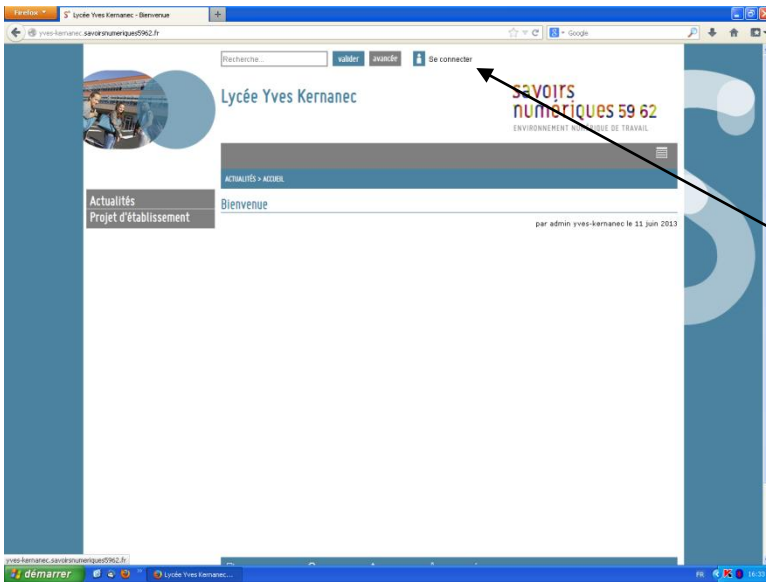 Firefox
Lycée Yves Kernanec - Bienvenue
yves-kernanec.savoirsnumeriques5962.fr
Google
Recherche...
valider
avancée
Se connecter
Lycée Yves Kernanec
savoirs
numériques 59 62
ENVIRONNEMENT NUMÉRIQUE DE TRAVAIL
ACTUALITÉS > ACCUEIL
Actualités
Projet d'établissement
Bienvenue
par admin yves-kernanec le 11 juin 2013
yves-kernanec.savoirsnumeriques5962.fr
démarrer
Lycée Yves Kernanec...
FR
16:33